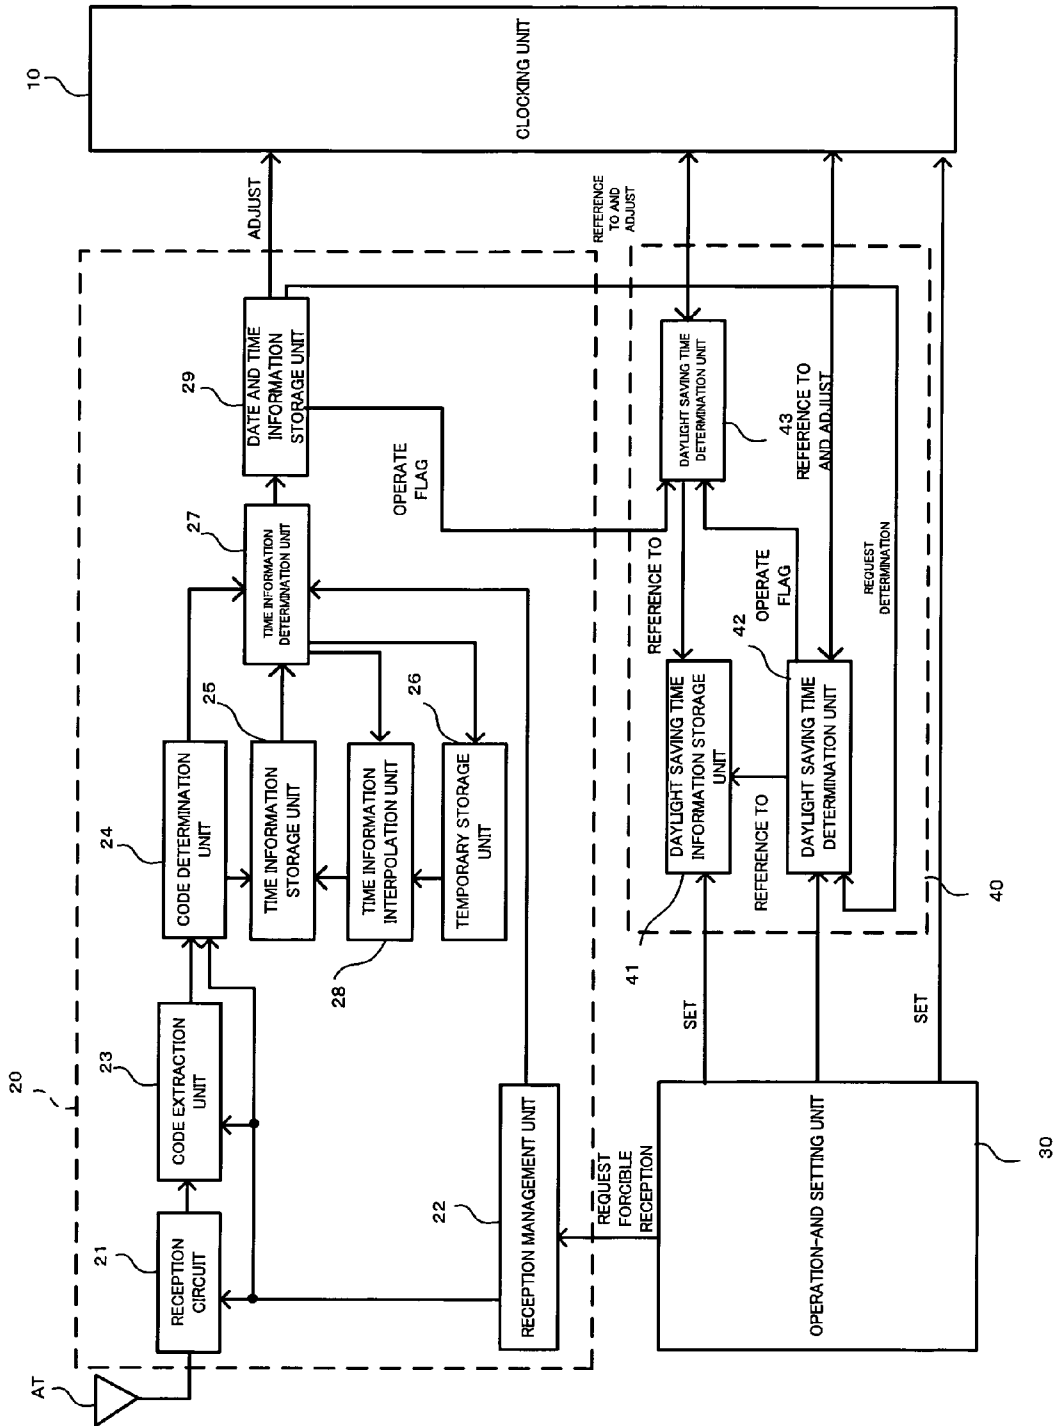 AT
20
21
RECEPTION
CIRCUIT
23
CODE EXTRACTION
UNIT
24
CODE DETERMINATION
UNIT
25
TIME INFORMATION
STORAGE UNIT
28
TIME INFORMATION
INTERPOLATION UNIT
26
TEMPORARY STORAGE
UNIT
27
TIME INFORMATION
DETERMINATION UNIT
29
DATE AND TIME
INFORMATION
STORAGE UNIT
ADJUST
10
CLOCKING UNIT
22
RECEPTION MANAGEMENT UNIT
OPERATE
FLAG
REFERENCE
TO AND
ADJUST
REQUEST
FORCIBLE
RECEPTION
30
OPERATION-AND SETTING UNIT
SET
41
DAYLIGHT SAVING TIME
INFORMATION STORAGE
UNIT
REFERENCE TO
42
DAYLIGHT SAVING TIME
DETERMINATION UNIT
REFERENCE TO
OPERATE
FLAG
DAYLIGHT SAVING TIME
DETERMINATION UNIT
43
REFERENCE TO
AND ADJUST
REQUEST
DETERMINATION
40
SET